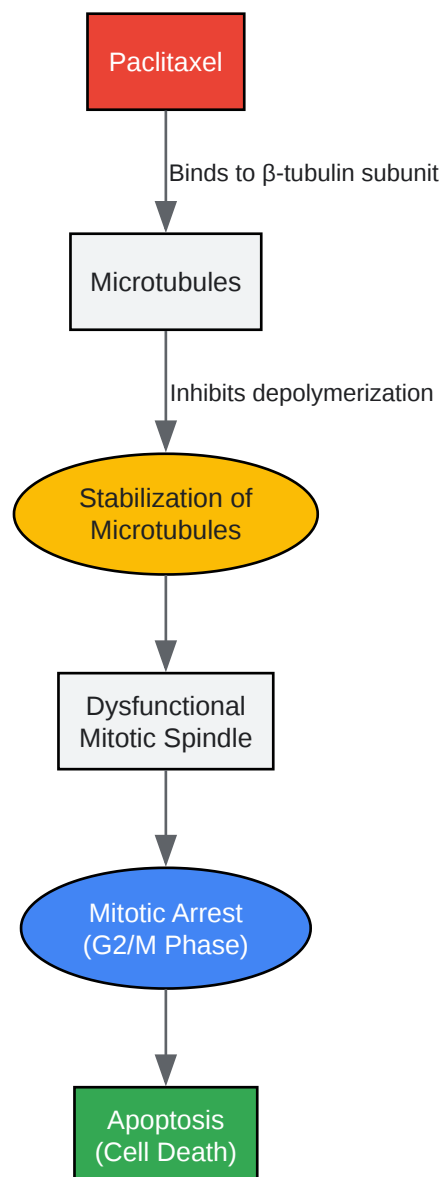 Paclitaxel
Binds to β-tubulin subunit
Microtubules
Inhibits depolymerization
Stabilization of
Microtubules
Dysfunctional
Mitotic Spindle
Mitotic Arrest
(G2/M Phase)
Apoptosis
(Cell Death)